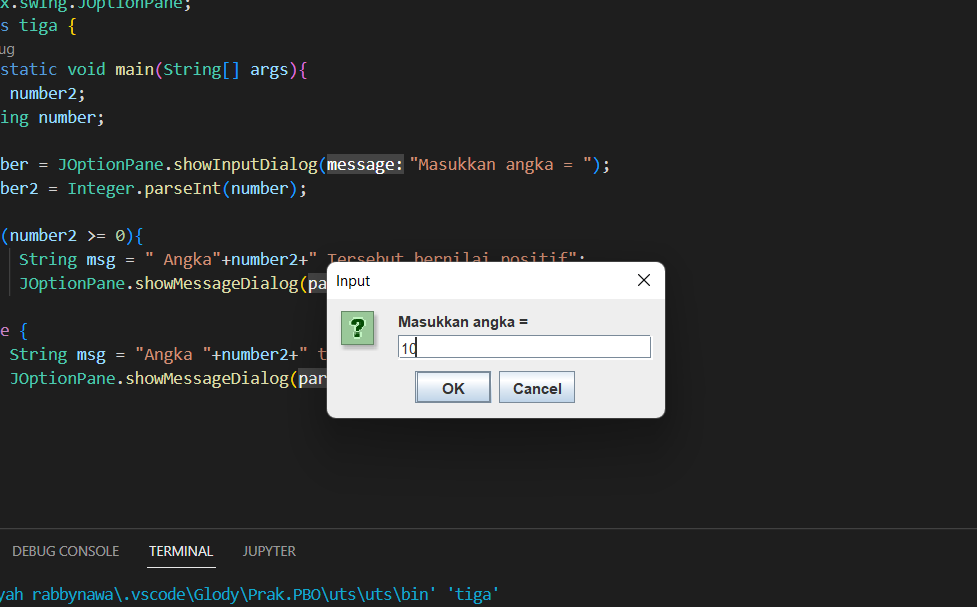 x.swing.JOptionPane;
s tiga {
ug
static void main(String[] args){
number2;
ing number;
ber = JOptionPane.showInputDialog(message: "Masukkan angka = ");
ber2 = Integer.parseInt(number);
(number2 >= 0){
String msg = " Angka"+number2+" Tersebut bernilai positif";
JOptionPane.showMessageDialog(pa
e {
String msg = "Angka "+number2+" t
JOptionPane.showMessageDialog(par
Input
?
Masukkan angka =
10
OK
Cancel
DEBUG CONSOLE
TERMINAL
JUPYTER
yah rabbynawa\.vscode\Glody\Prak.PBO\uts\uts\bin' 'tiga'